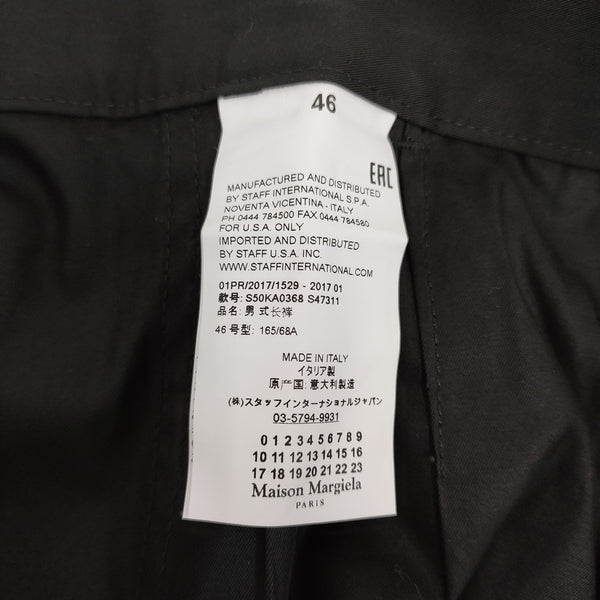 46
EAC
MANUFACTURED AND DISTRIBUTED
BY STAFF INTERNATIONAL S.P.A.
NOVENTA VICENTINA - ITALY
PH 0444 784500 FAX 0444 784580
FOR U.S.A. ONLY
IMPORTED AND DISTRIBUTED
BY STAFF U.S.A. INC.
WWW.STAFFINTERNATIONAL.COM
01PR/2017/1529 - 2017 01
款号: S50KA0368 S47311
品名: 男式长裤
46 号型: 165/68A
MADE IN ITALY
イタリア製
原产国: 意大利製造
(株)スタッフインターナショナルジャパン
03-5794-9931
0 1 2 3 4 5 6 7 8 9
10 11 12 13 14 15 16
17 18 19 20 21 22 23
Maison Margiela
PARIS